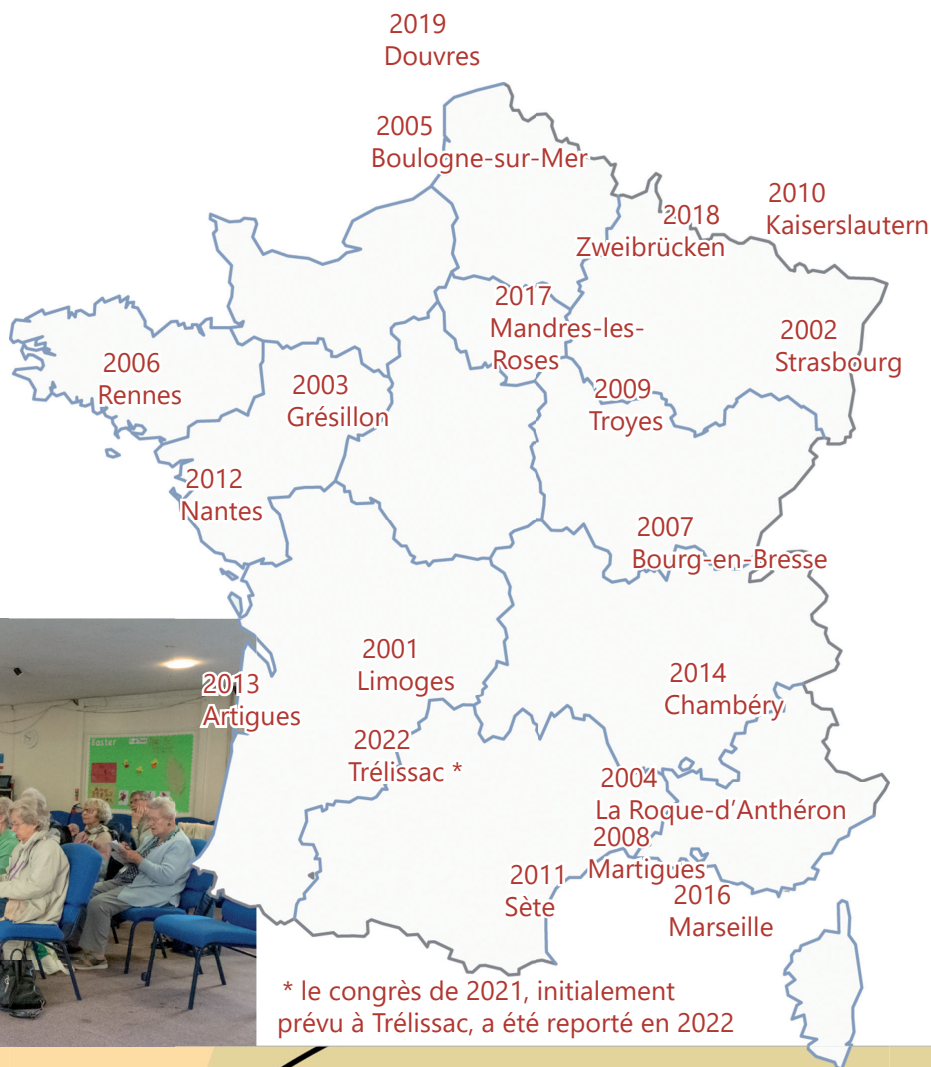 2019
Douvres
2005
Boulogne-sur-Mer
2010
Kaiserslautern
2018
Zweibrücken
2017
Mandres-les-
Roses
2002
Strasbourg
2006
Rennes
2003
Grésillon
2009
Troyes
2012
Nantes
2007
Bourg-en-Bresse
2001
Limoges
2013
Artigues
2014
Chambéry
2022
Trélissac *
2004
La Roque-d'Anthéron
2008
Martigues
2011
Sète
2016
Marseille
* le congrès de 2021, initialement
prévu à Trélissac, a été reporté en 2022
Easter